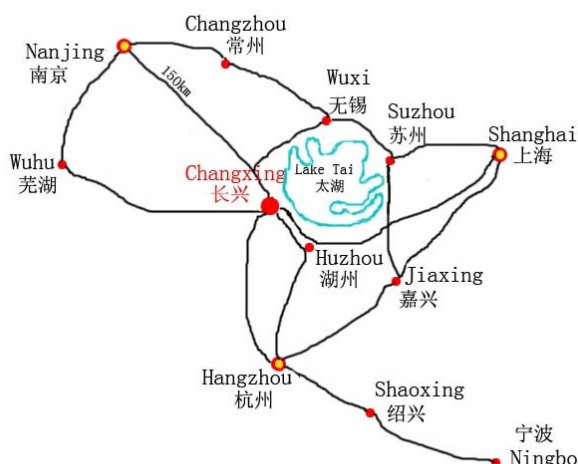 Changzhou
常州
Nanjing
南京
150km
Wuxi
无锡
Suzhou
苏州
Shanghai
上海
Wuhu
芜湖
Changxing
长兴
Lake Tai
太湖
Huzhou
湖州
Jiaxing
嘉兴
Hangzhou
杭州
Shaoxing
绍兴
宁波
Ningbo